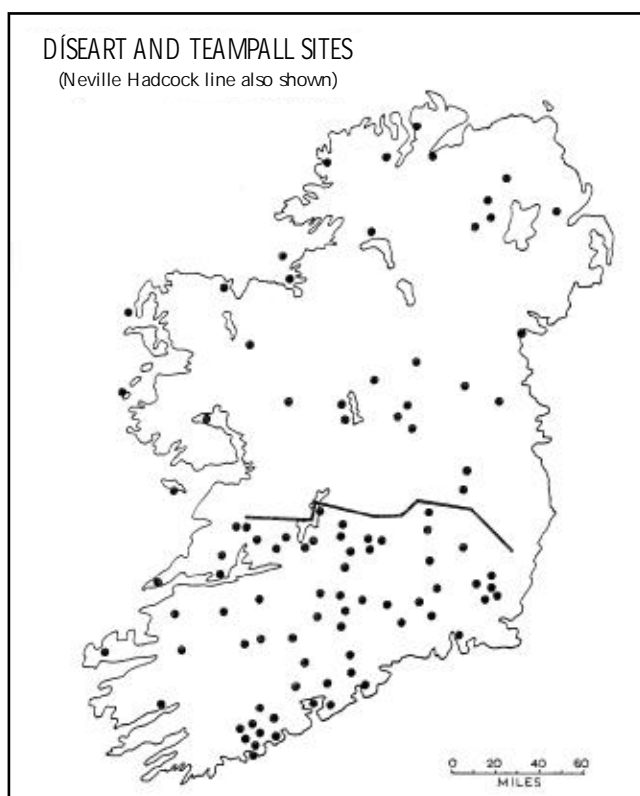 DÍSEART AND TEAMPALL SITES
(Neville Hadcock line also shown)
0 20 40 60
MILES